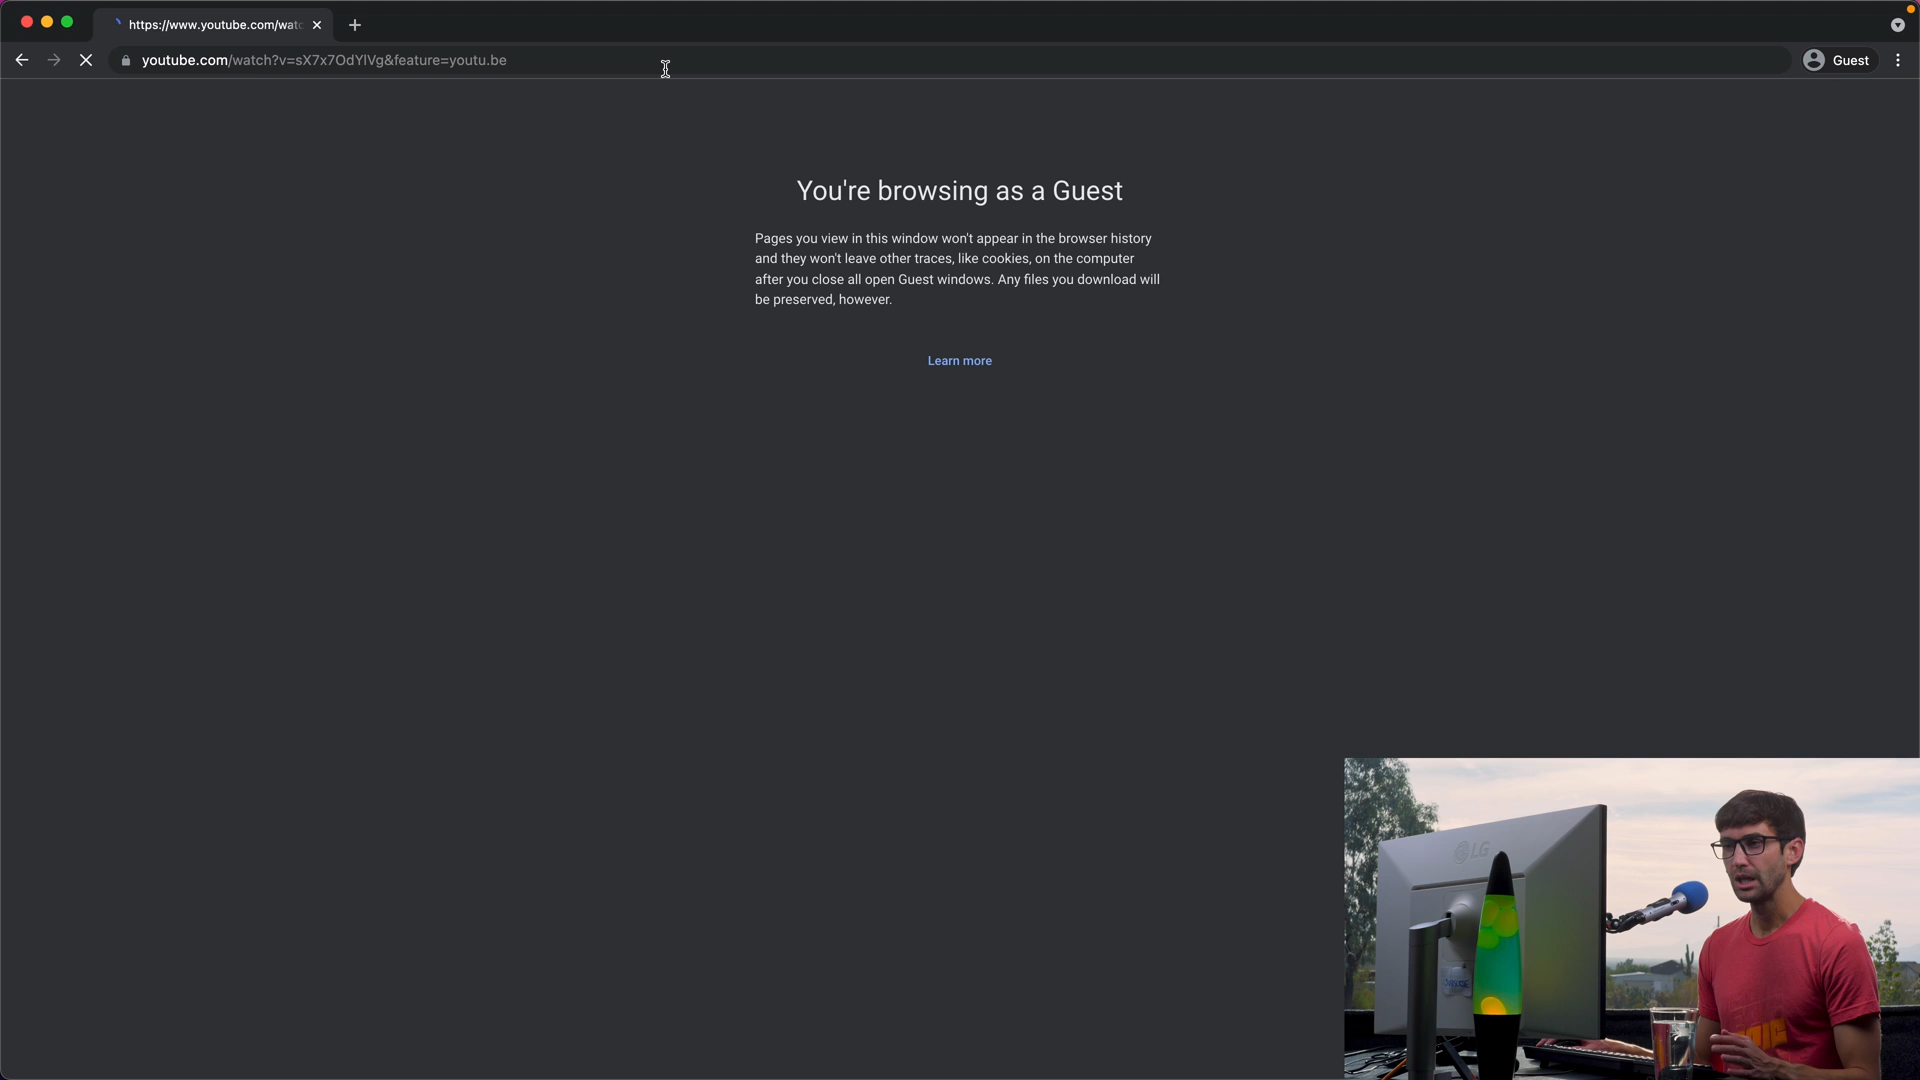 https://www.youtube.com/wat
youtube.com/watch?v=sX7x7OdYlVg&feature=youtu.be
Guest
You're browsing as a Guest
Pages you view in this window won't appear in the browser history
and they won't leave other traces, like cookies, on the computer
after you close all open Guest windows. Any files you download will
be preserved, however.
Learn more
LG